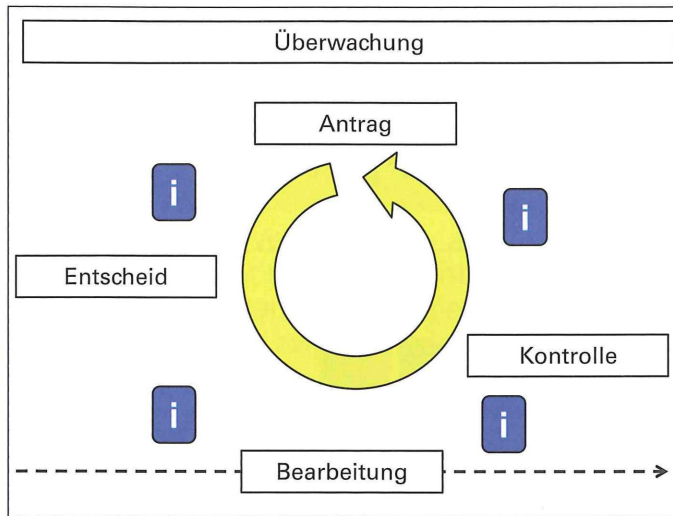 Überwachung
Antrag
i
i
Entscheid
Kontrolle
i
i
Bearbeitung